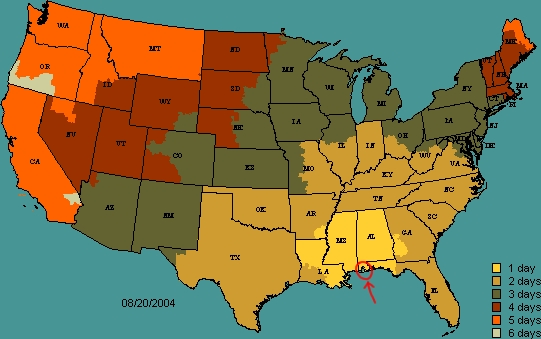 WA
OR
CA
MT
ID
NV
UT
AZ
WY
CO
NM
ND
SD
NE
KS
OK
TX
MN
IA
MO
AR
LA
WI
IL
MS
MI
IN
KY
TN
AL
OH
WV
VA
NC
SC
GA
FL
PA
NY
NJ
DE
MD
CT
RI
MA
VT
NH
ME
08/20/2004
1 day
2 days
3 days
4 days
5 days
6 days